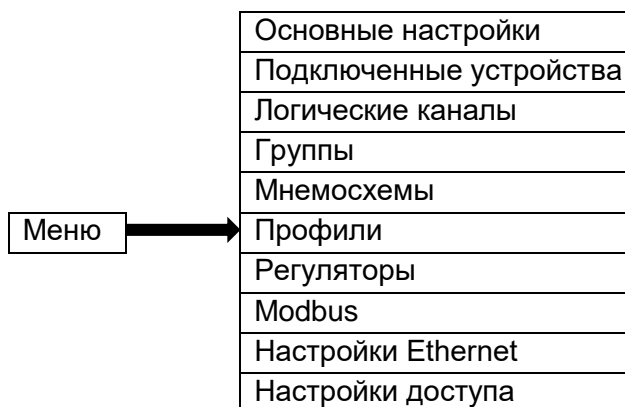 Основные настройки
Подключенные устройства
Логические каналы
Группы
Мнемосхемы
Меню
Профили
Регуляторы
Modbus
Настройки Ethernet
Настройки доступа